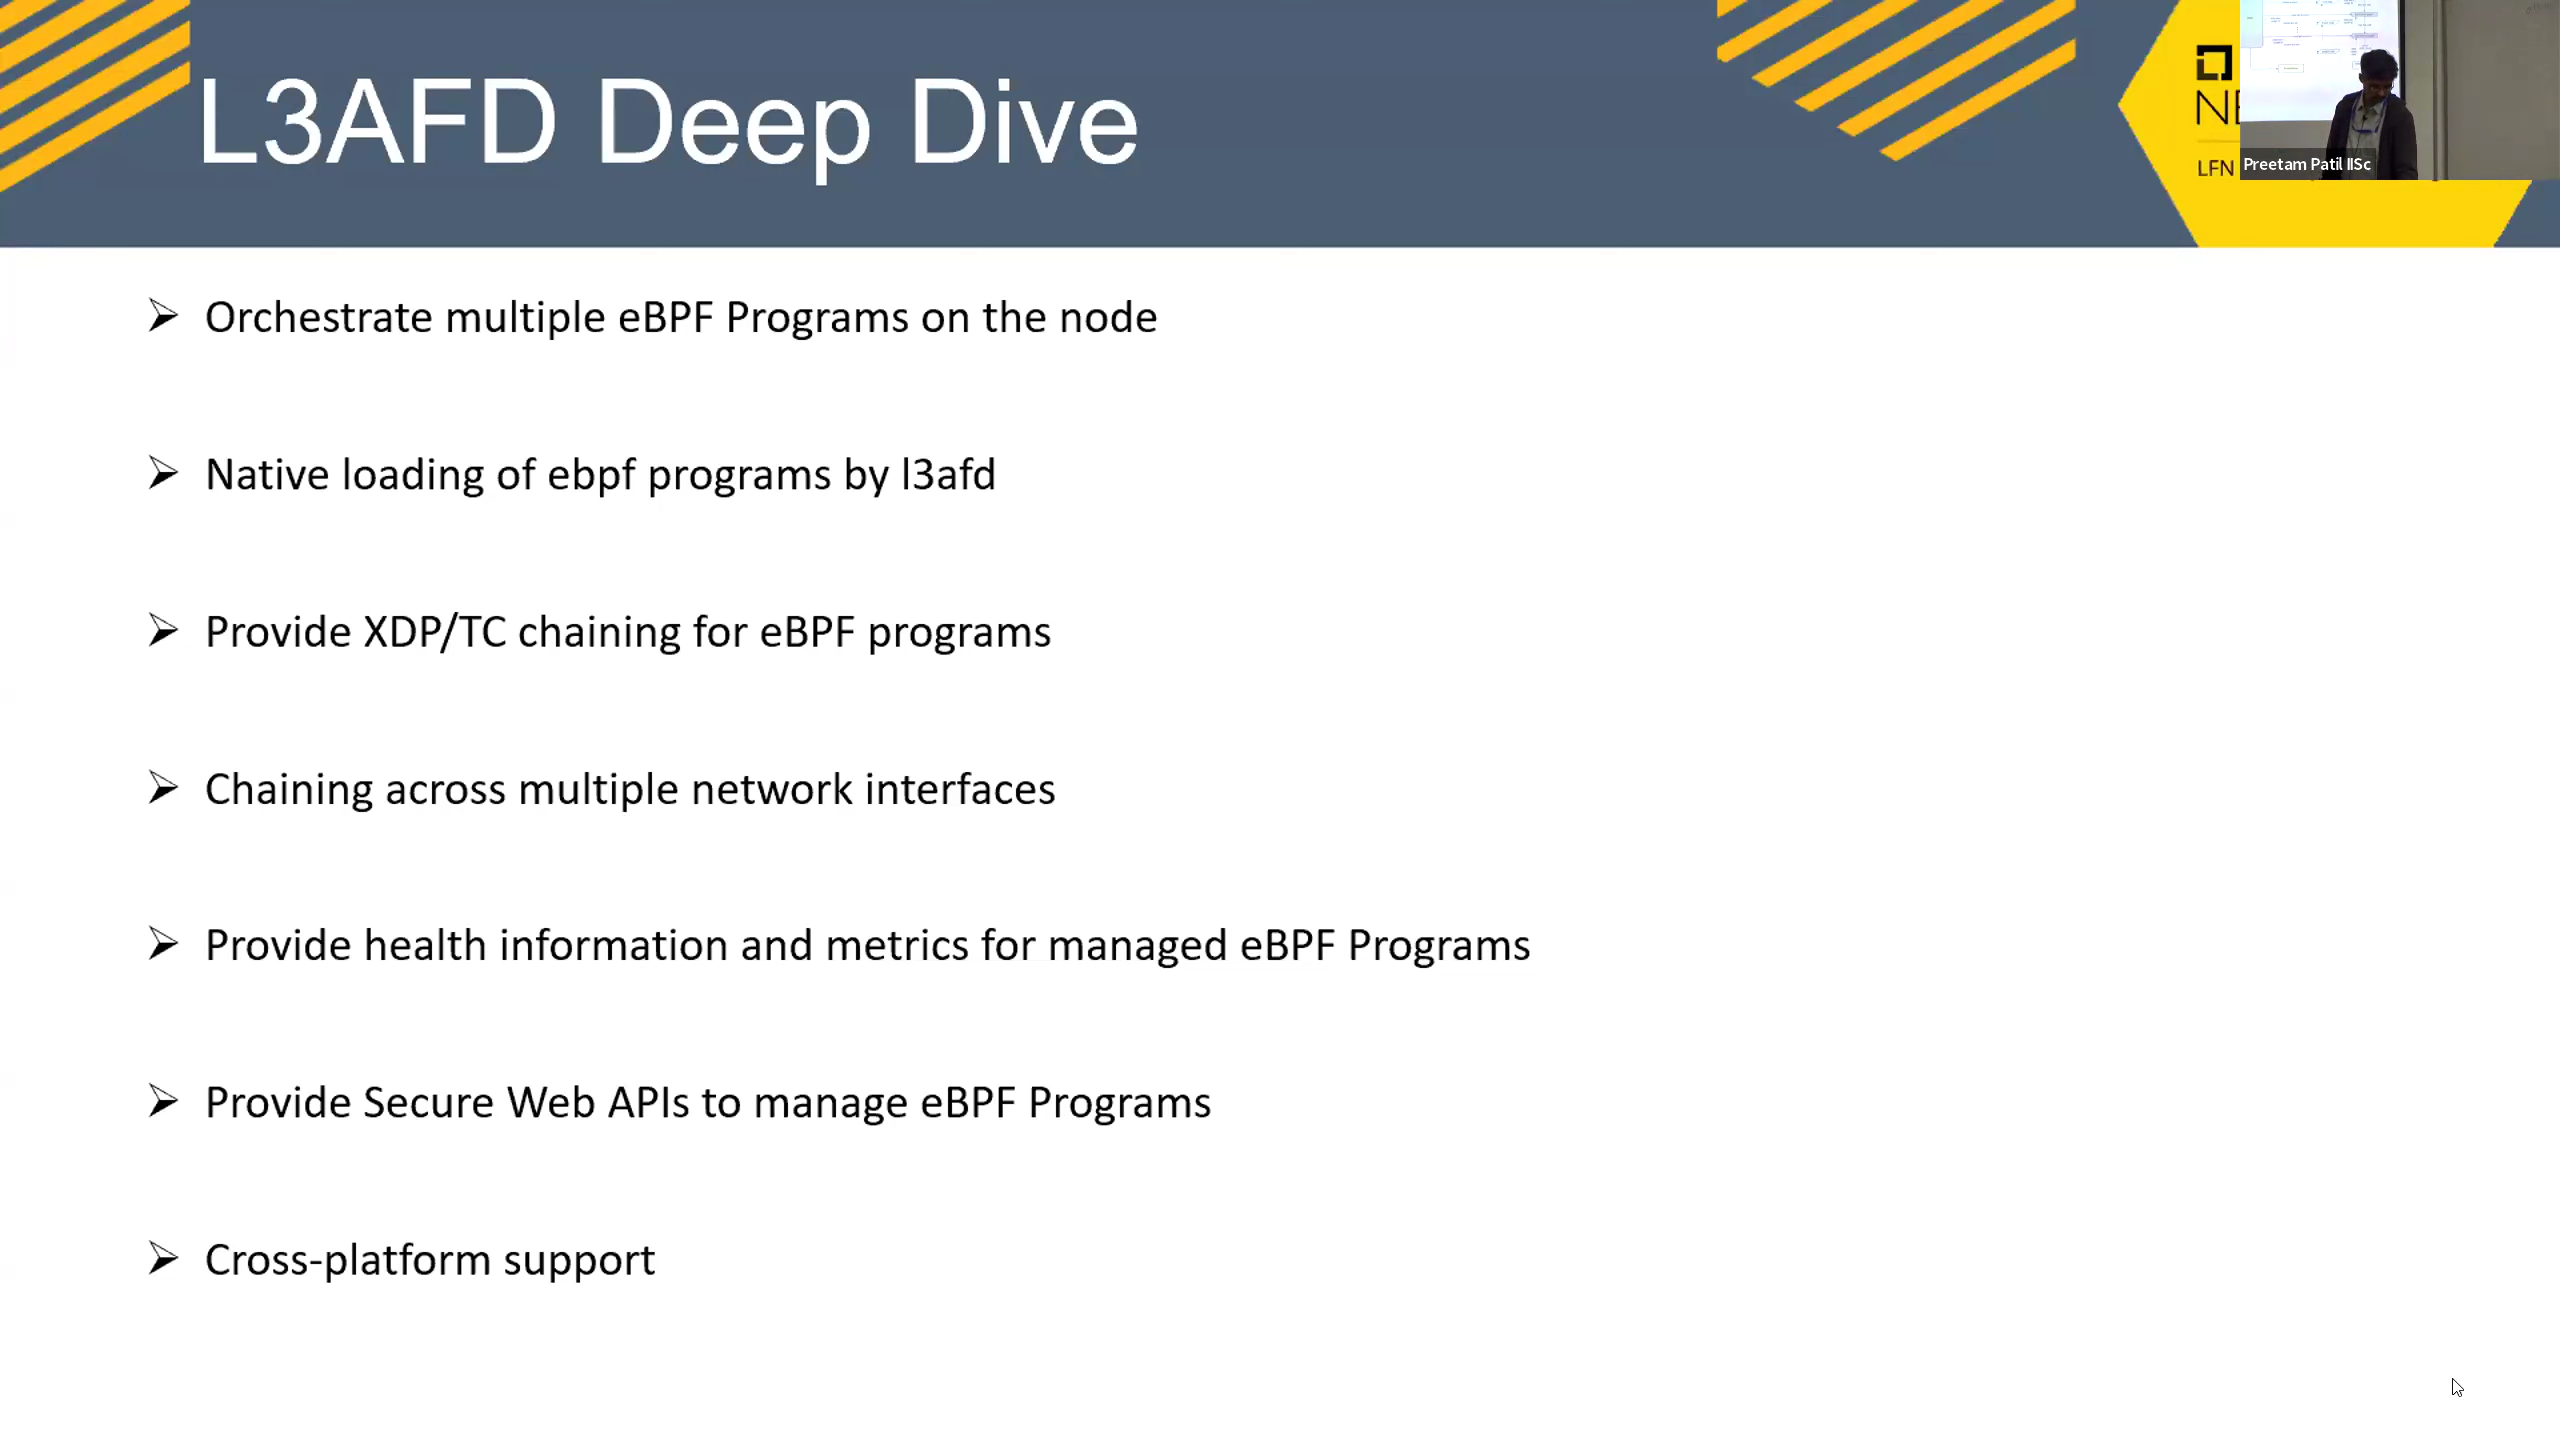 L3AFD Deep Dive
NE
LFN
Preetam Patil IISc
Orchestrate multiple eBPF Programs on the node
Native loading of ebpf programs by l3afd
Provide XDP/TC chaining for eBPF programs
Chaining across multiple network interfaces
Provide health information and metrics for managed eBPF Programs
Provide Secure Web APIs to manage eBPF Programs
Cross-platform support